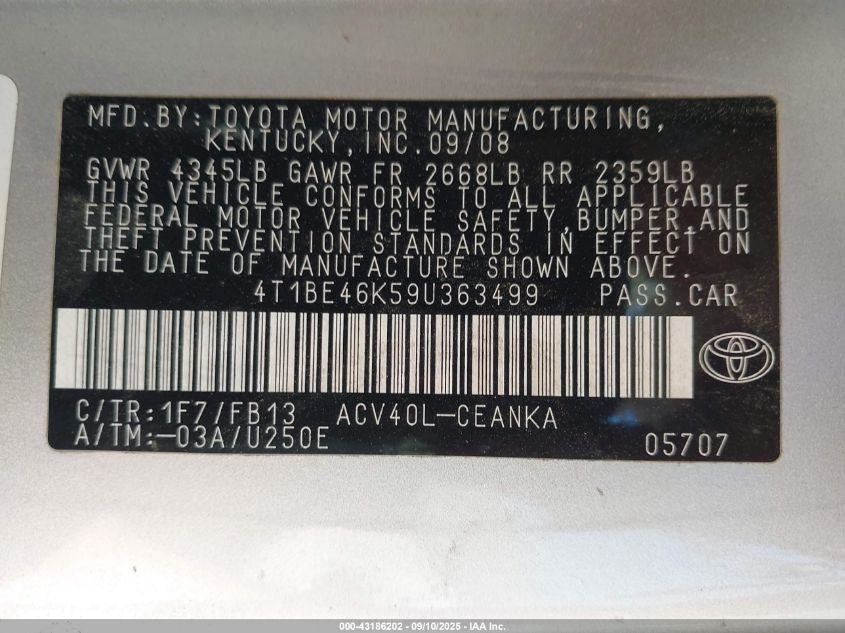 MFD.BY:TOYOTA MOTOR MANUFACTURING,
KENTUCKY,INC.09/08
GVWR 4345LB GAWR FR 2668LB RR 2359LB
THIS VEHICLE CONFORMS TO ALL APPLICABLE
FEDERAL MOTOR VEHICLE SAFETY,BUMPER,AND
THEFT PREVENTION STANDARDS IN EFFECT ON
THE DATE OF MANUFACTURE SHOWN ABOVE.
4T1BE46K59U363499 PASS.CAR
C/TR:1F7/FB13 ACV40L-CEANKA
A/TM:-03A/U250E 05707
000-43186202 - 09/10/2025 - IAA Inc.